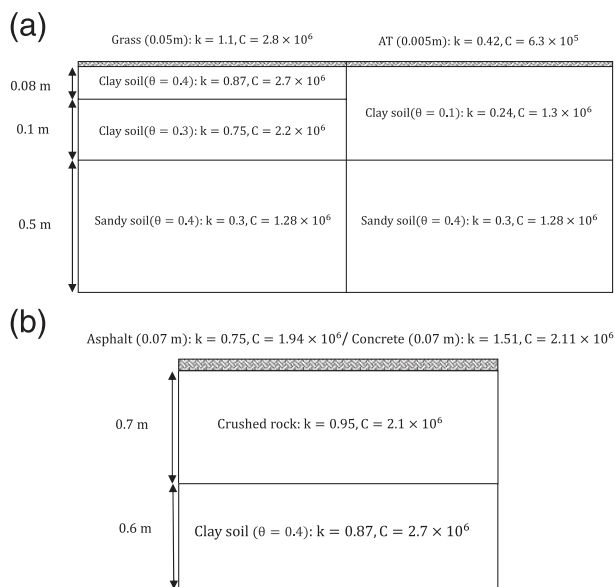 (a)
Grass (0.05m): k = 1.1, C = 2.8 × 10⁶
AT (0.005m): k = 0.42, C = 6.3 × 10⁵
0.08 m
Clay soil(θ = 0.4): k = 0.87, C = 2.7 × 10⁶
0.1 m
Clay soil(θ = 0.3): k = 0.75, C = 2.2 × 10⁶
Clay soil(θ = 0.1): k = 0.24, C = 1.3 × 10⁶
0.5 m
Sandy soil(θ = 0.4): k = 0.3, C = 1.28 × 10⁶
Sandy soil(θ = 0.4): k = 0.3, C = 1.28 × 10⁶
(b)
Asphalt (0.07 m): k = 0.75, C = 1.94 × 10⁶/ Concrete (0.07 m): k = 1.51, C = 2.11 × 10⁶
0.7 m
Crushed rock: k = 0.95, C = 2.1 × 10⁶
0.6 m
Clay soil (θ = 0.4): k = 0.87, C = 2.7 × 10⁶